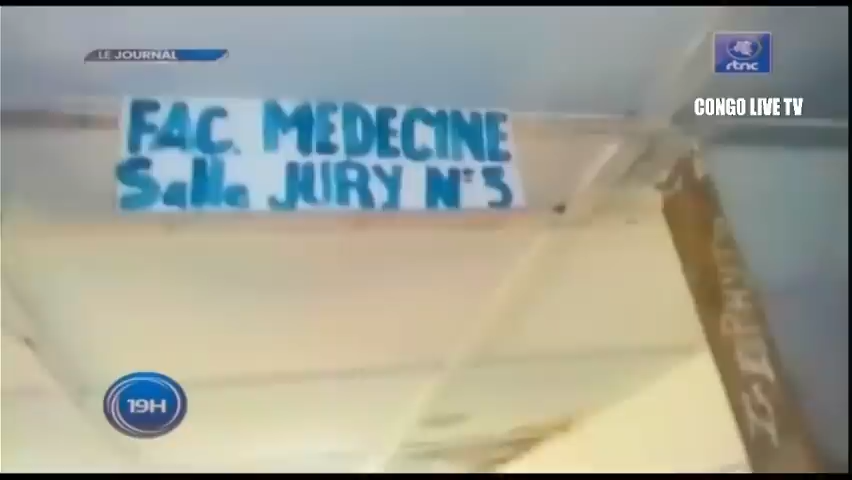 LE JOURNAL
rtnc
CONGO LIVE TV
FAC. MEDECINE
Salle JURY N° 3
19H